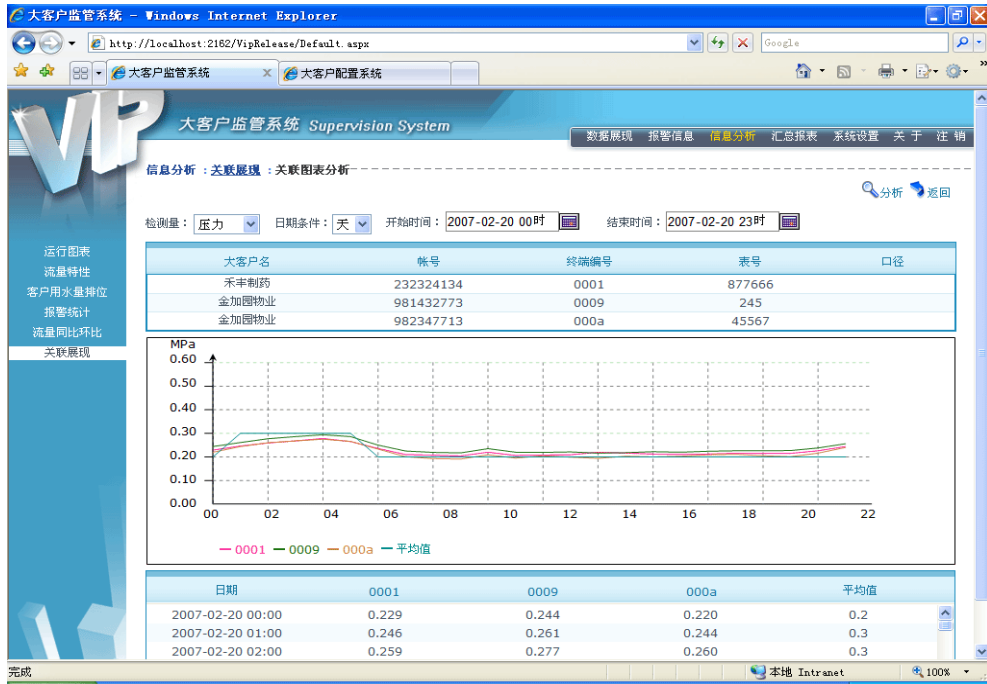 大客户监管系统 - Windows Internet Explorer
http://localhost:2162/VipRelease/Default.aspx
Google
大客户监管系统 大客户配置系统
VIP
大客户监管系统 Supervision System
数据展现 报警信息 信息分析 汇总报表 系统设置 关于 注销
信息分析 : 关联展现 : 关联图表分析
分析 返回
检测量: 压力 日期条件: 天 开始时间: 2007-02-20 00时 结束时间: 2007-02-20 23时
运行图表
流量特性
客户用水量排位
报警统计
流量同比环比
关联展现
大客户名 帐号 终端编号 表号 口径
禾丰制药 232324134 0001 877666
金加园物业 981432773 0009 245
金加园物业 982347713 000a 45567
MPa
0.60
0.50
0.40
0.30
0.20
0.10
0.00
00 02 04 06 08 10 12 14 16 18 20 22
0001 0009 000a 平均值
日期 0001 0009 000a 平均值
2007-02-20 00:00 0.229 0.244 0.220 0.2
2007-02-20 01:00 0.246 0.261 0.244 0.3
2007-02-20 02:00 0.259 0.277 0.260 0.3
完成 本地 Intranet 100%